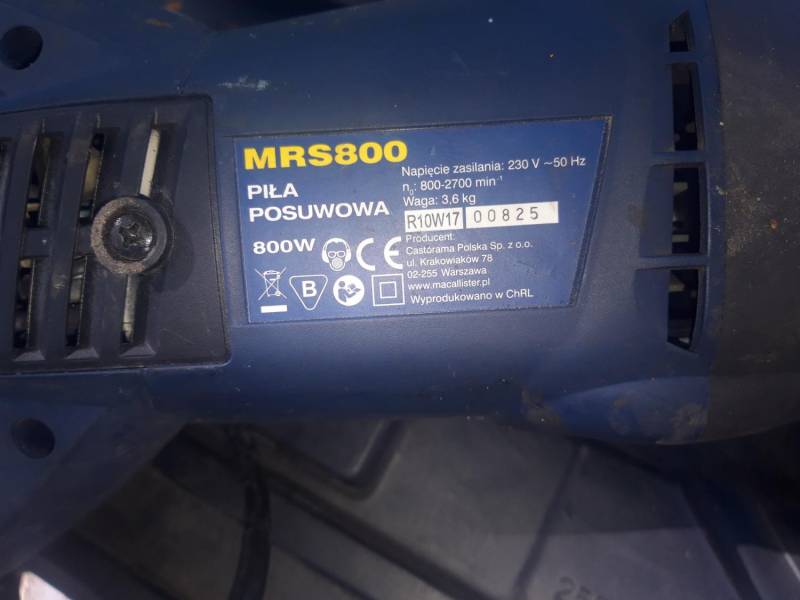 MRS800
PIŁA
POSUWOWA
800W
Napięcie zasilania: 230 V ~50 Hz
n₀: 800-2700 min⁻¹
Waga: 3,6 kg
R10W17 00825
Producent:
Castorama Polska Sp. z o.o.
ul. Krakowiaków 78
02-255 Warszawa
www.macallister.pl
Wyprodukowano w ChRL
CE
B